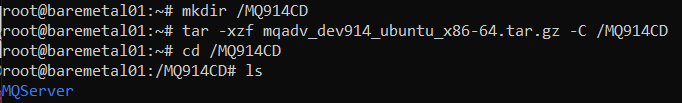 root@baremetal01:~# mkdir /MQ914CD
root@baremetal01:~# tar -xzf mqadv_dev914_ubuntu_x86-64.tar.gz -C /MQ914CD
root@baremetal01:~# cd /MQ914CD
root@baremetal01:/MQ914CD# ls
MQServer